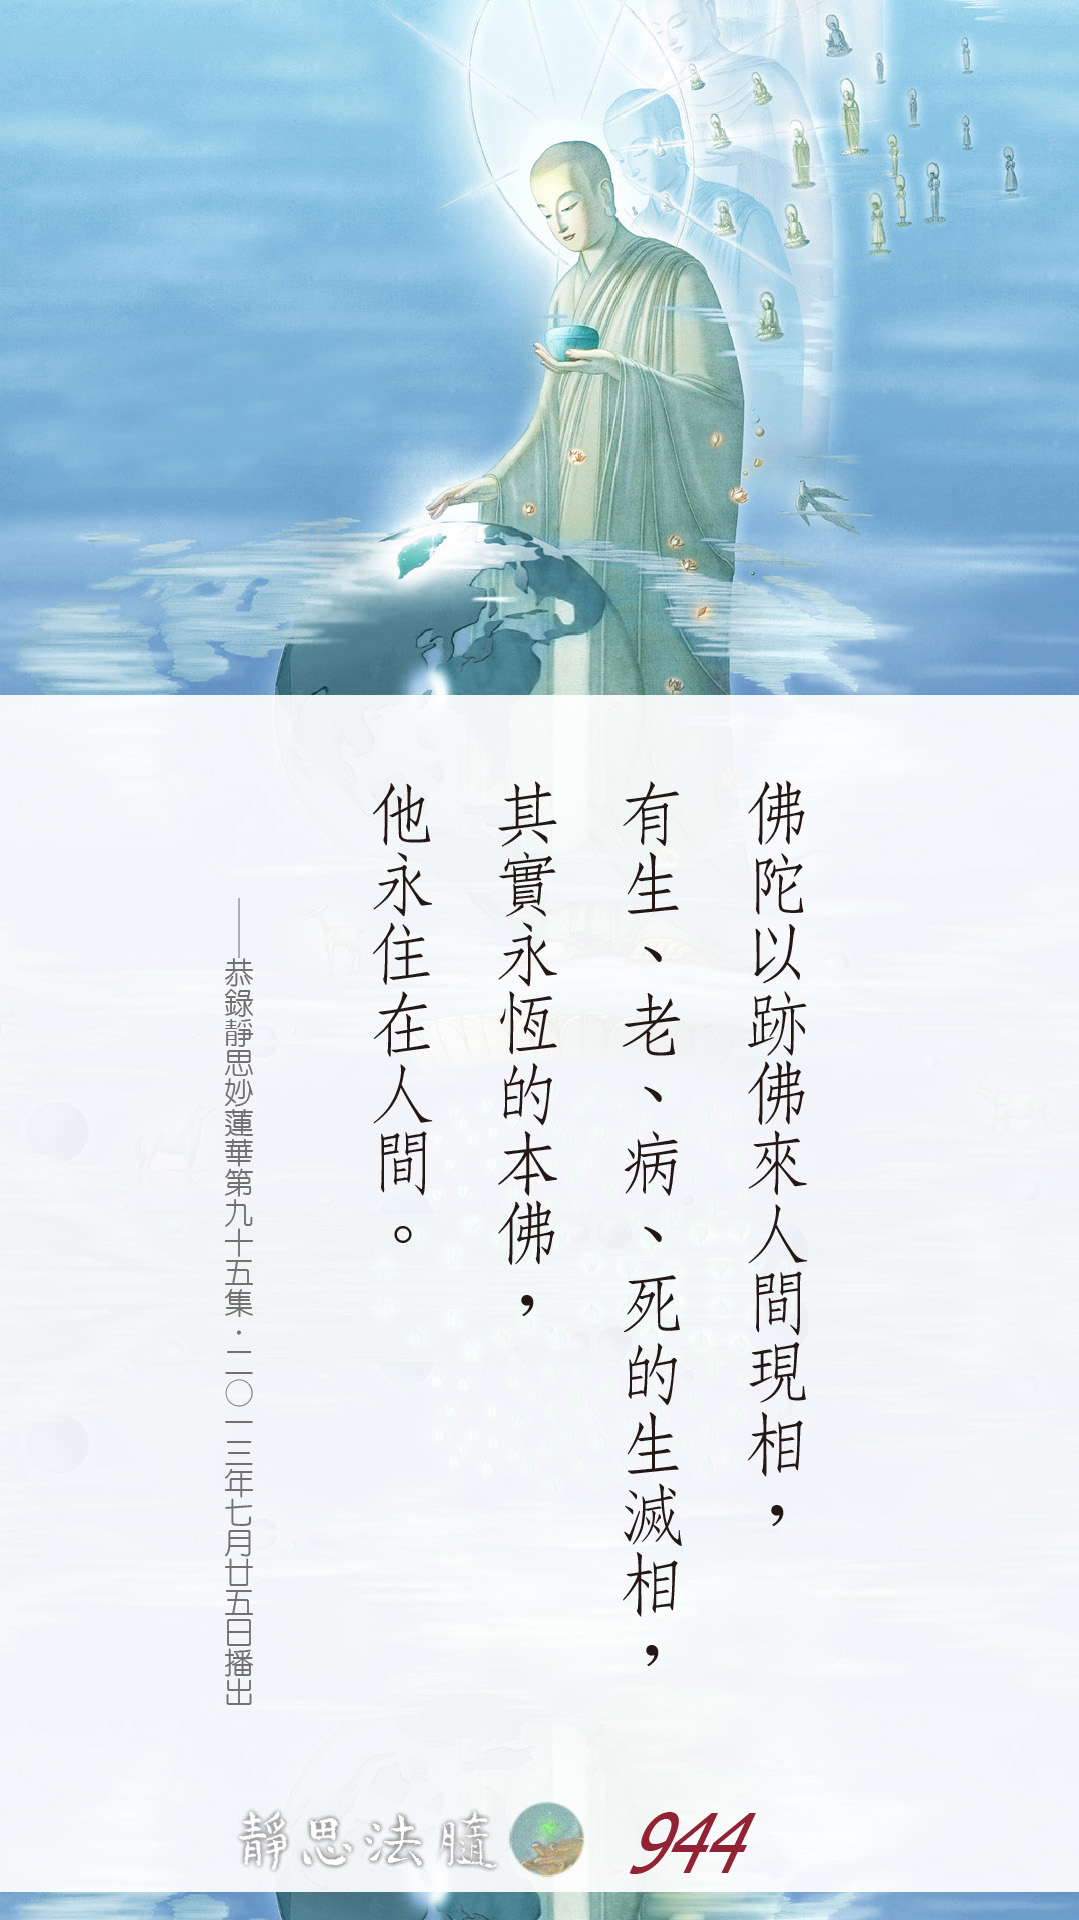 佛陀以跡佛來人間現相，
有生、老、病、死的生滅相，
其實永恆的本佛，
他永住在人間。
——恭錄靜思妙蓮華第九十五集．二〇一三年七月廿五日播出
靜思法髓
944